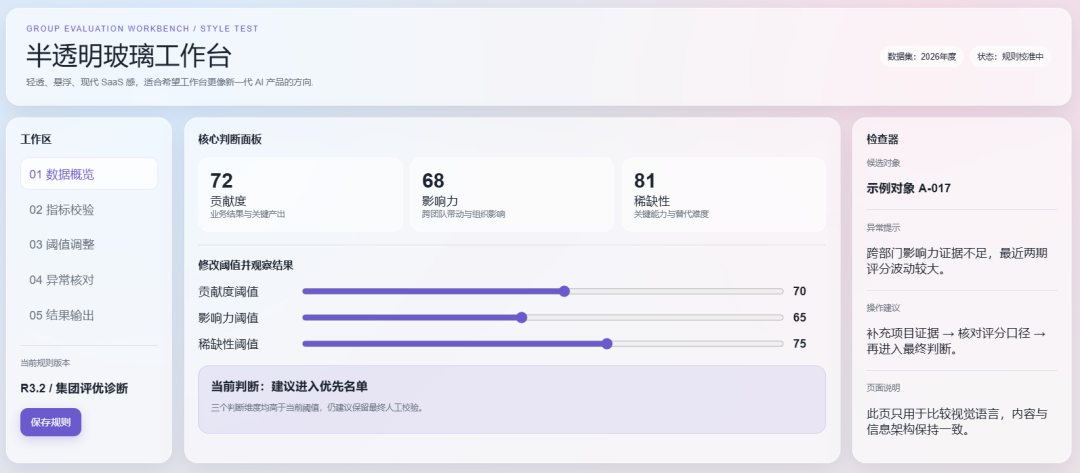 GROUP EVALUATION WORKBENCH / STYLE TEST
半透明玻璃工作台
轻透、悬浮、现代 SaaS 感，适合希望工作台更像新一代 AI 产品的方向.
数据集：2026年度
状态：规则校准中
工作区
01 数据概览
02 指标校验
03 阈值调整
04 异常核对
05 结果输出
当前规则版本
R3.2 / 集团评优诊断
保存规则
核心判断面板
72
贡献度
业务结果与关键产出
68
影响力
跨团队带动与组织影响
81
稀缺性
关键能力与替代难度
修改阈值并观察结果
贡献度阈值 70
影响力阈值 65
稀缺性阈值 75
当前判断：建议进入优先名单
三个判断维度均高于当前阈值，仍建议保留最终人工校验。
检查器
候选对象
示例对象 A-017
异常提示
跨部门影响力证据不足，最近两期
评分波动较大。
操作建议
补充项目证据 → 核对评分口径 →
再进入最终判断。
页面说明
此页只用于比较视觉语言，内容与
信息架构保持一致。